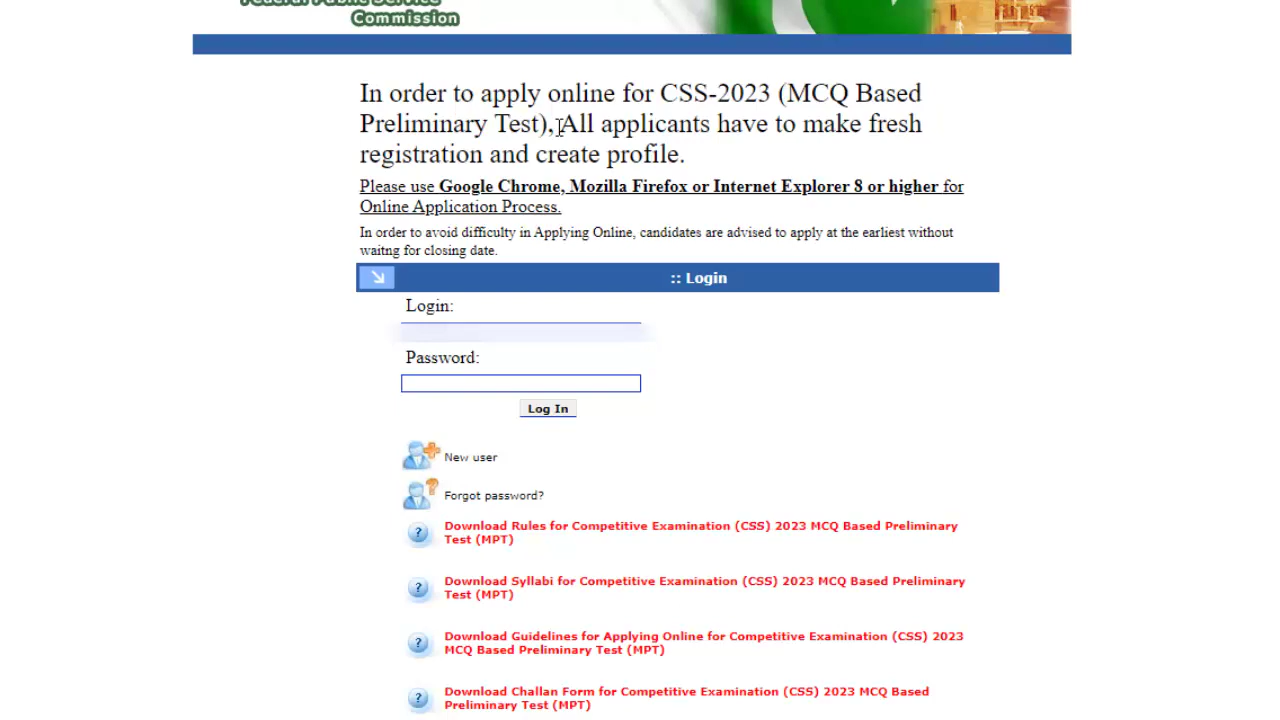 Federal Public Service
Commission
In order to apply online for CSS-2023 (MCQ Based
Preliminary Test), All applicants have to make fresh
registration and create profile.
Please use Google Chrome, Mozilla Firefox or Internet Explorer 8 or higher for
Online Application Process.
In order to avoid difficulty in Applying Online, candidates are advised to apply at the earliest without
waitng for closing date.
:: Login
Login:
Password:
Log In
New user
Forgot password?
Download Rules for Competitive Examination (CSS) 2023 MCQ Based Preliminary
Test (MPT)
Download Syllabi for Competitive Examination (CSS) 2023 MCQ Based Preliminary
Test (MPT)
Download Guidelines for Applying Online for Competitive Examination (CSS) 2023
MCQ Based Preliminary Test (MPT)
Download Challan Form for Competitive Examination (CSS) 2023 MCQ Based
Preliminary Test (MPT)